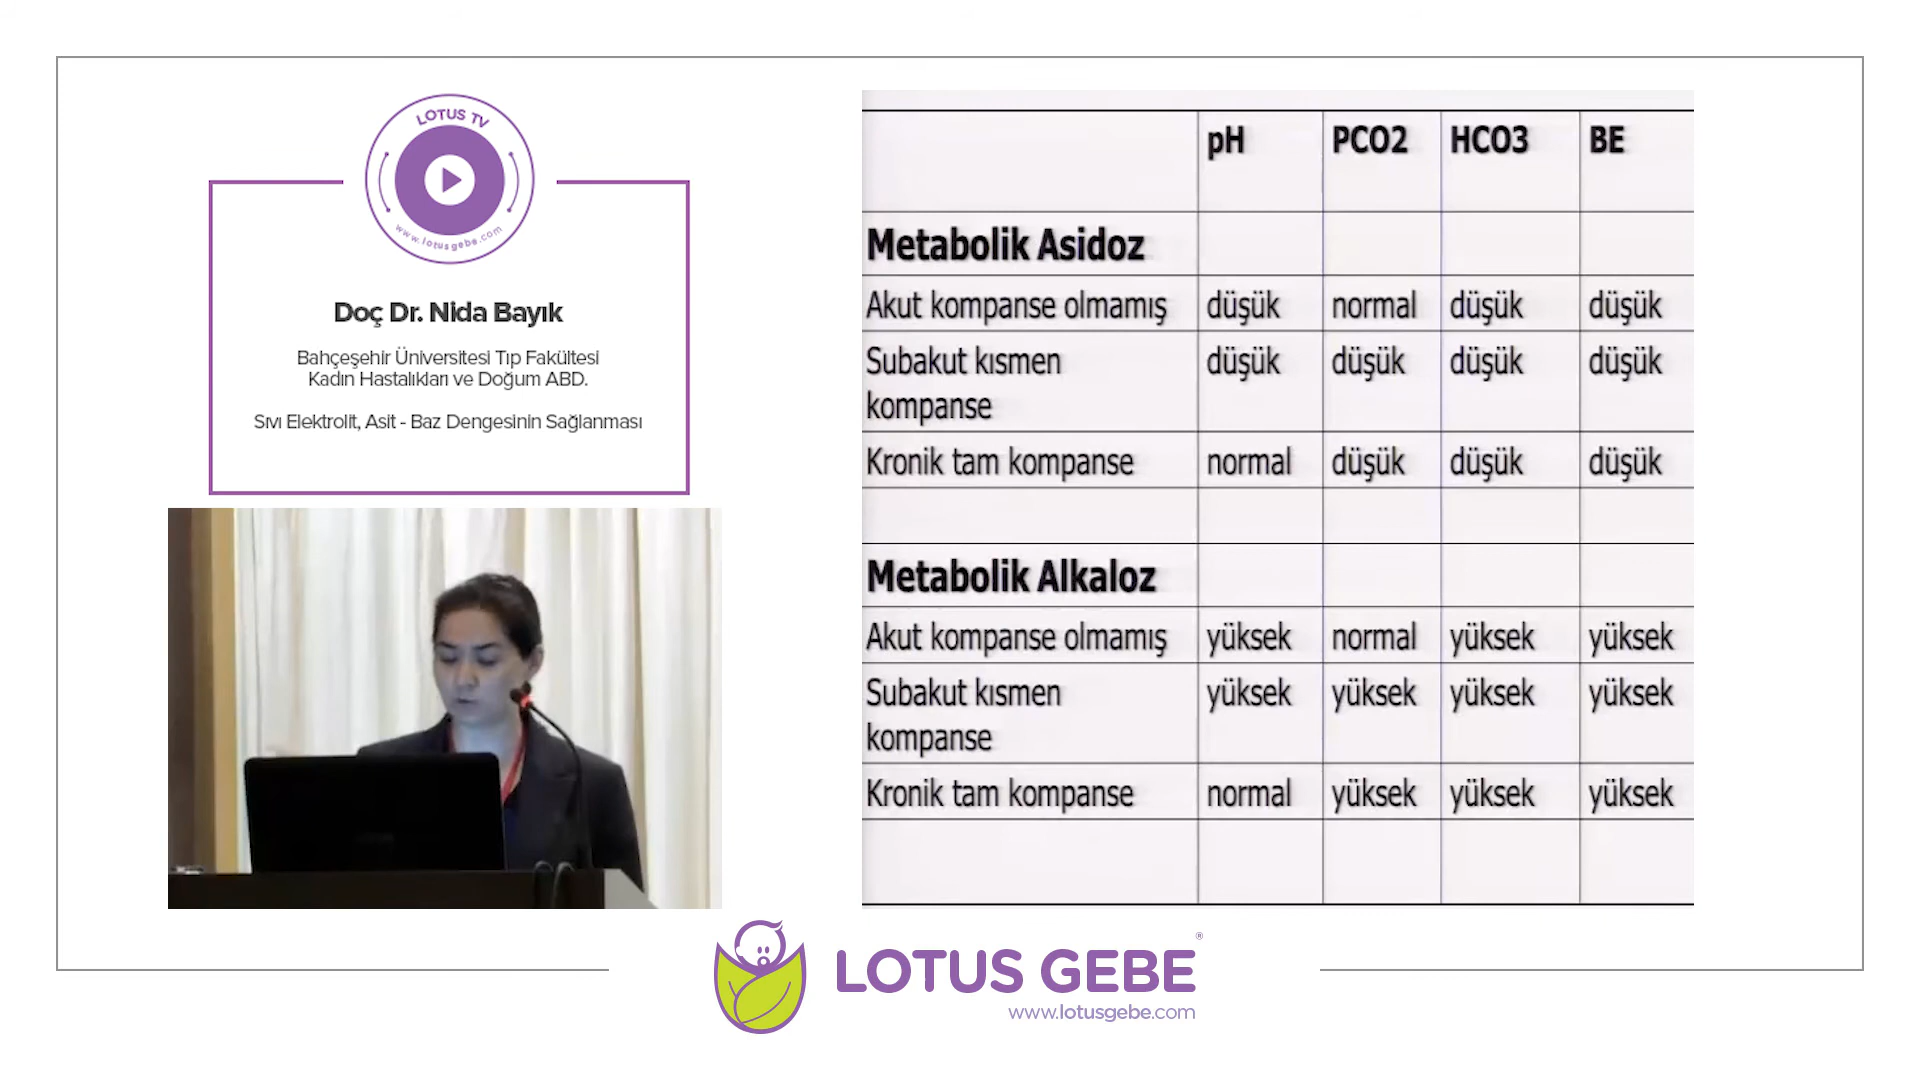 LOTUS TV
www.lotusgebe.com
Doç Dr. Nida Bayık
Bahçeşehir Üniversitesi Tıp Fakültesi
Kadın Hastalıkları ve Doğum ABD.
Sıvı Elektrolit, Asit - Baz Dengesinin Sağlanması
pH PCO2 HCO3 BE
Metabolik Asidoz
Akut kompanse olmamış düşük normal düşük düşük
Subakut kısmen düşük düşük düşük düşük
kompanse
Kronik tam kompanse normal düşük düşük düşük
Metabolik Alkaloz
Akut kompanse olmamış yüksek normal yüksek yüksek
Subakut kısmen yüksek yüksek yüksek yüksek
kompanse
Kronik tam kompanse normal yüksek yüksek yüksek
LOTUS GEBE®
www.lotusgebe.com